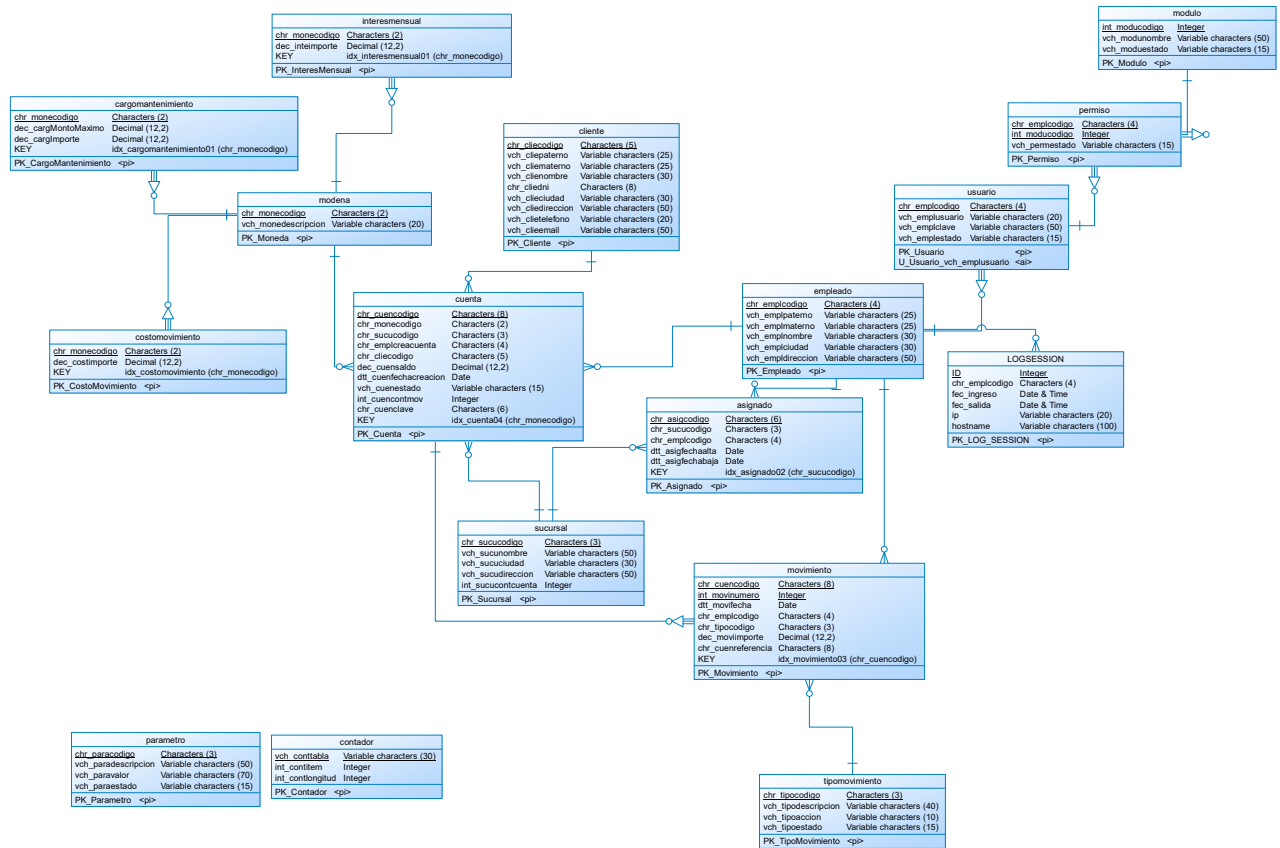 interesmensual
chr_monecodigo Characters (2)
dec_inteimporte Decimal (12,2)
KEY idx_interesmensual01 (chr_monecodigo)
PK_InteresMensual <pi>
modulo
int_moducodigo Integer
vch_modunombre Variable characters (50)
vch_moduestado Variable characters (15)
PK_Modulo <pi>
cargomantenimiento
chr_monecodigo Characters (2)
dec_cargMontoMaximo Decimal (12,2)
dec_cargImporte Decimal (12,2)
KEY idx_cargomantenimiento01 (chr_monecodigo)
PK_CargoMantenimiento <pi>
permiso
chr_emplcodigo Characters (4)
int_moducodigo Integer
vch_permestado Variable characters (15)
PK_Permiso <pi>
cliente
chr_cliecodigo Characters (5)
vch_cliepaterno Variable characters (25)
vch_cliematerno Variable characters (25)
vch_clienombre Variable characters (30)
chr_cliedni Characters (8)
vch_clieciudad Variable characters (30)
vch_cliedireccion Variable characters (50)
vch_clietelefono Variable characters (20)
vch_clieemail Variable characters (50)
PK_Cliente <pi>
modena
chr_monecodigo Characters (2)
vch_monedescripcion Variable characters (20)
PK_Moneda <pi>
usuario
chr_emplcodigo Characters (4)
vch_emplusuario Variable characters (20)
vch_emplclave Variable characters (50)
vch_emplestado Variable characters (15)
PK_Usuario <pi>
U_Usuario_vch_emplusuario <ai>
empleado
chr_emplcodigo Characters (4)
vch_emplpaterno Variable characters (25)
vch_emplmaterno Variable characters (25)
vch_emplnombre Variable characters (30)
vch_emplciudad Variable characters (30)
vch_empldireccion Variable characters (50)
PK_Empleado <pi>
cuenta
chr_cuencodigo Characters (8)
chr_monecodigo Characters (2)
chr_sucucodigo Characters (3)
chr_emplcreacuenta Characters (4)
chr_cliecodigo Characters (5)
dec_cuensaldo Decimal (12,2)
dtt_cuenfechacreacion Date
vch_cuenestado Variable characters (15)
int_cuencontmov Integer
chr_cuenclave Characters (6)
KEY idx_cuenta04 (chr_monecodigo)
PK_Cuenta <pi>
costomovimiento
chr_monecodigo Characters (2)
dec_costimporte Decimal (12,2)
KEY idx_costomovimiento (chr_monecodigo)
PK_CostoMovimiento <pi>
LOGSESSION
ID Integer
chr_emplcodigo Characters (4)
fec_ingreso Date & Time
fec_salida Date & Time
ip Variable characters (20)
hostname Variable characters (100)
PK_LOG_SESSION <pi>
asignado
chr_asigcodigo Characters (6)
chr_sucucodigo Characters (3)
chr_emplcodigo Characters (4)
dtt_asigfechaalta Date
dtt_asigfechabaja Date
KEY idx_asignado02 (chr_sucucodigo)
PK_Asignado <pi>
sucursal
chr_sucucodigo Characters (3)
vch_sucunombre Variable characters (50)
vch_sucuciudad Variable characters (30)
vch_sucudireccion Variable characters (50)
int_sucucontcuenta Integer
PK_Sucursal <pi>
movimiento
chr_cuencodigo Characters (8)
int_movinumero Integer
dtt_movifecha Date
chr_emplcodigo Characters (4)
chr_tipocodigo Characters (3)
dec_moviimporte Decimal (12,2)
chr_cuenreferencia Characters (8)
KEY idx_movimiento03 (chr_cuencodigo)
PK_Movimiento <pi>
parametro
chr_paracodigo Characters (3)
vch_paradescripcion Variable characters (50)
vch_paravalor Variable characters (70)
vch_paraestado Variable characters (15)
PK_Parametro <pi>
contador
vch_conttabla Variable characters (30)
int_contitem Integer
int_contlongitud Integer
PK_Contador <pi>
tipomovimiento
chr_tipocodigo Characters (3)
vch_tipodescripcion Variable characters (40)
vch_tipoaccion Variable characters (10)
vch_tipoestado Variable characters (15)
PK_TipoMovimiento <pi>